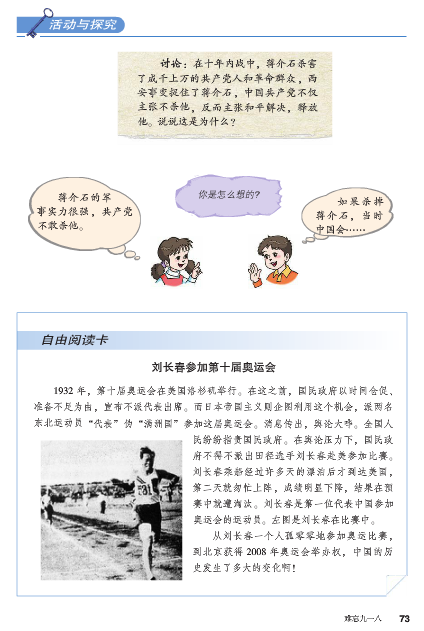 活动与探究
讨论：在十年内战中，蒋介石杀害
了成千上万的共产党人和革命群众，西
安事变捉住了蒋介石，中国共产党不仅
主张不杀他，反而主张和平解决，释放
他。说说这是为什么？
蒋介石的军
事实力很强，共产党
不敢杀他。
你是怎么想的？
如果杀掉
蒋介石，当时
中国会……
自由阅读卡
刘长春参加第十届奥运会
1932 年，第十届奥运会在美国洛杉矶举行。在这之前，国民政府以时间仓促、
准备不足为由，宣布不派代表出席。而日本帝国主义则企图利用这个机会，派两名
东北运动员“代表”伪“满洲国”参加这届奥运会。消息传出，舆论大哗。全国人
民纷纷指责国民政府。在舆论压力下，国民政
府不得不派出田径选手刘长春赴美参加比赛。
刘长春乘船经过许多天的漂泊后才到达美国，
第二天就匆忙上阵，成绩明显下降，结果在预
赛中就遭淘汰。刘长春是第一位代表中国参加
奥运会的运动员。左图是刘长春在比赛中。
从刘长春一个人孤零零地参加奥运比赛，
到北京获得 2008 年奥运会举办权，中国的历
史发生了多大的变化啊！
难忘九一八 73